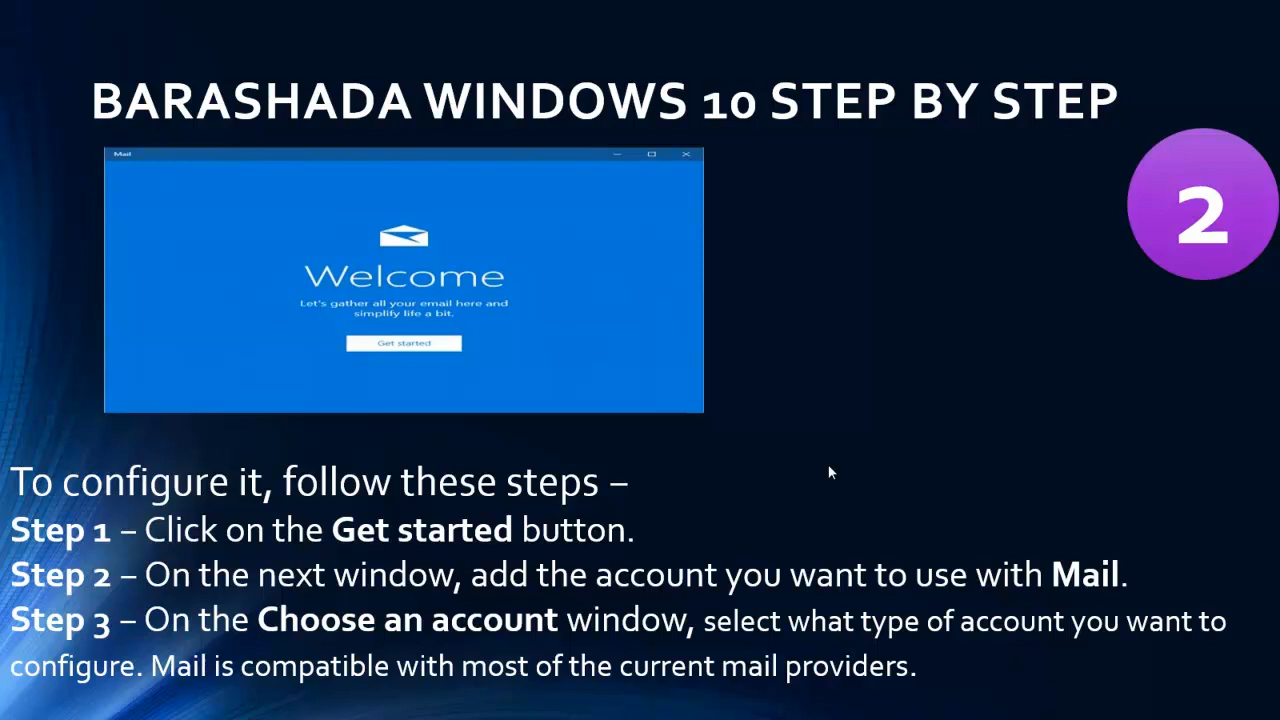 BARASHADA WINDOWS 10 STEP BY STEP
Mail
2
Welcome
Let's gather all your email here and
simplify life a bit.
Get started
To configure it, follow these steps –
Step 1 – Click on the Get started button.
Step 2 – On the next window, add the account you want to use with Mail.
Step 3 – On the Choose an account window, select what type of account you want to
configure. Mail is compatible with most of the current mail providers.